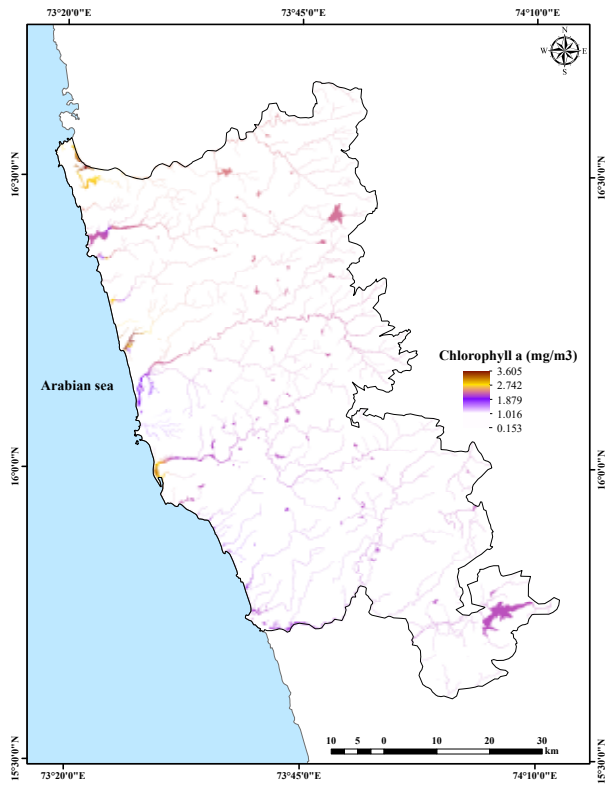 73°20'0"E
73°45'0"E
74°10'0"E
N
W
E
S
16°30'0"N
16°30'0"N
Chlorophyll a (mg/m3)
3.605
2.742
1.879
1.016
0.153
Arabian sea
16°0'0"N
16°0'0"N
10 5 0 10 20 30
km
15°30'0"N
15°30'0"N
73°20'0"E
73°45'0"E
74°10'0"E